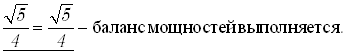 √5/4 = √5/4 – баланс мощностей выполняется.